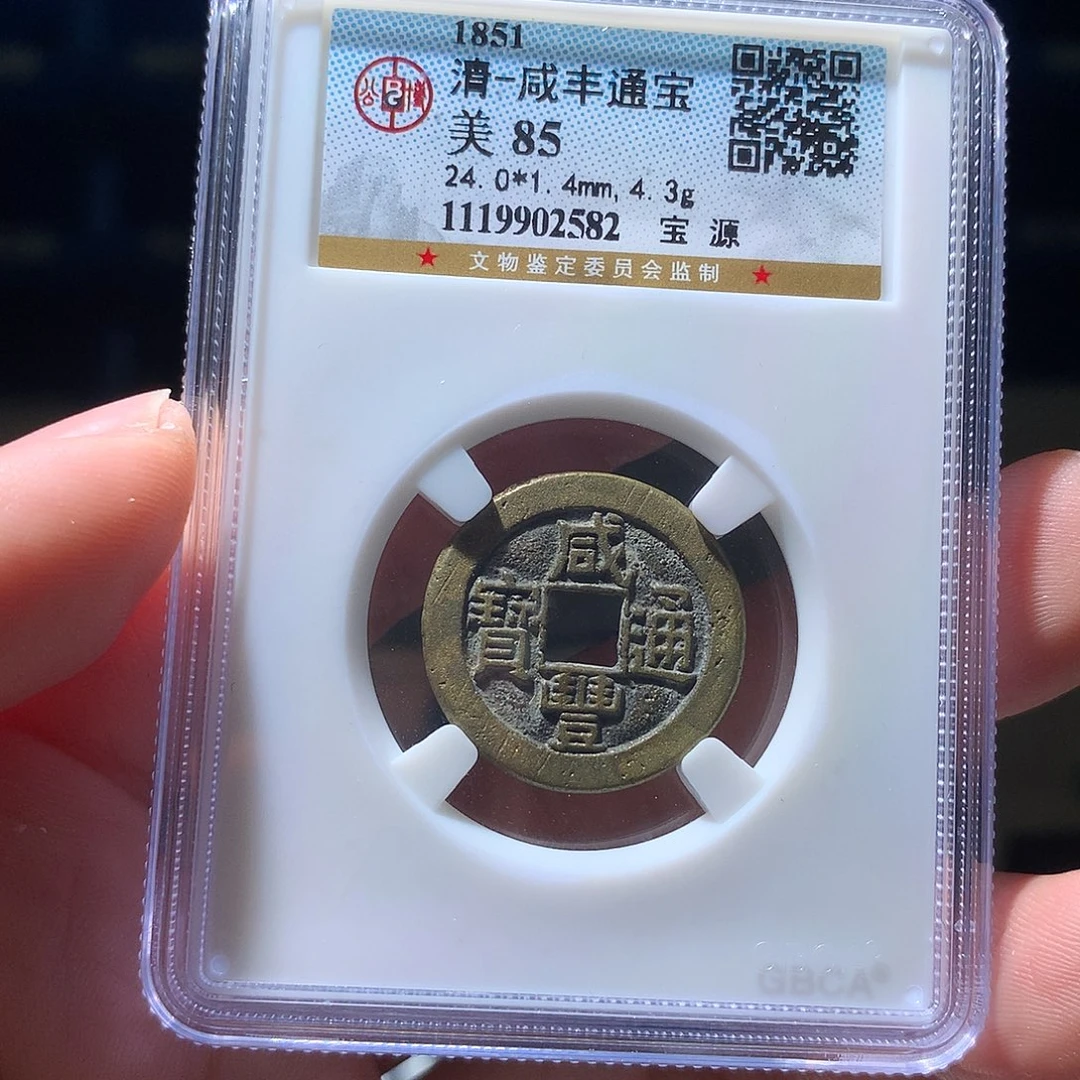 1851
清-咸丰通宝
美 85
24.0*1.4mm, 4.3g
1119902582 宝 源
★ 文物鉴定委员会监制 ★
咸
寶 通
豐
GBCA